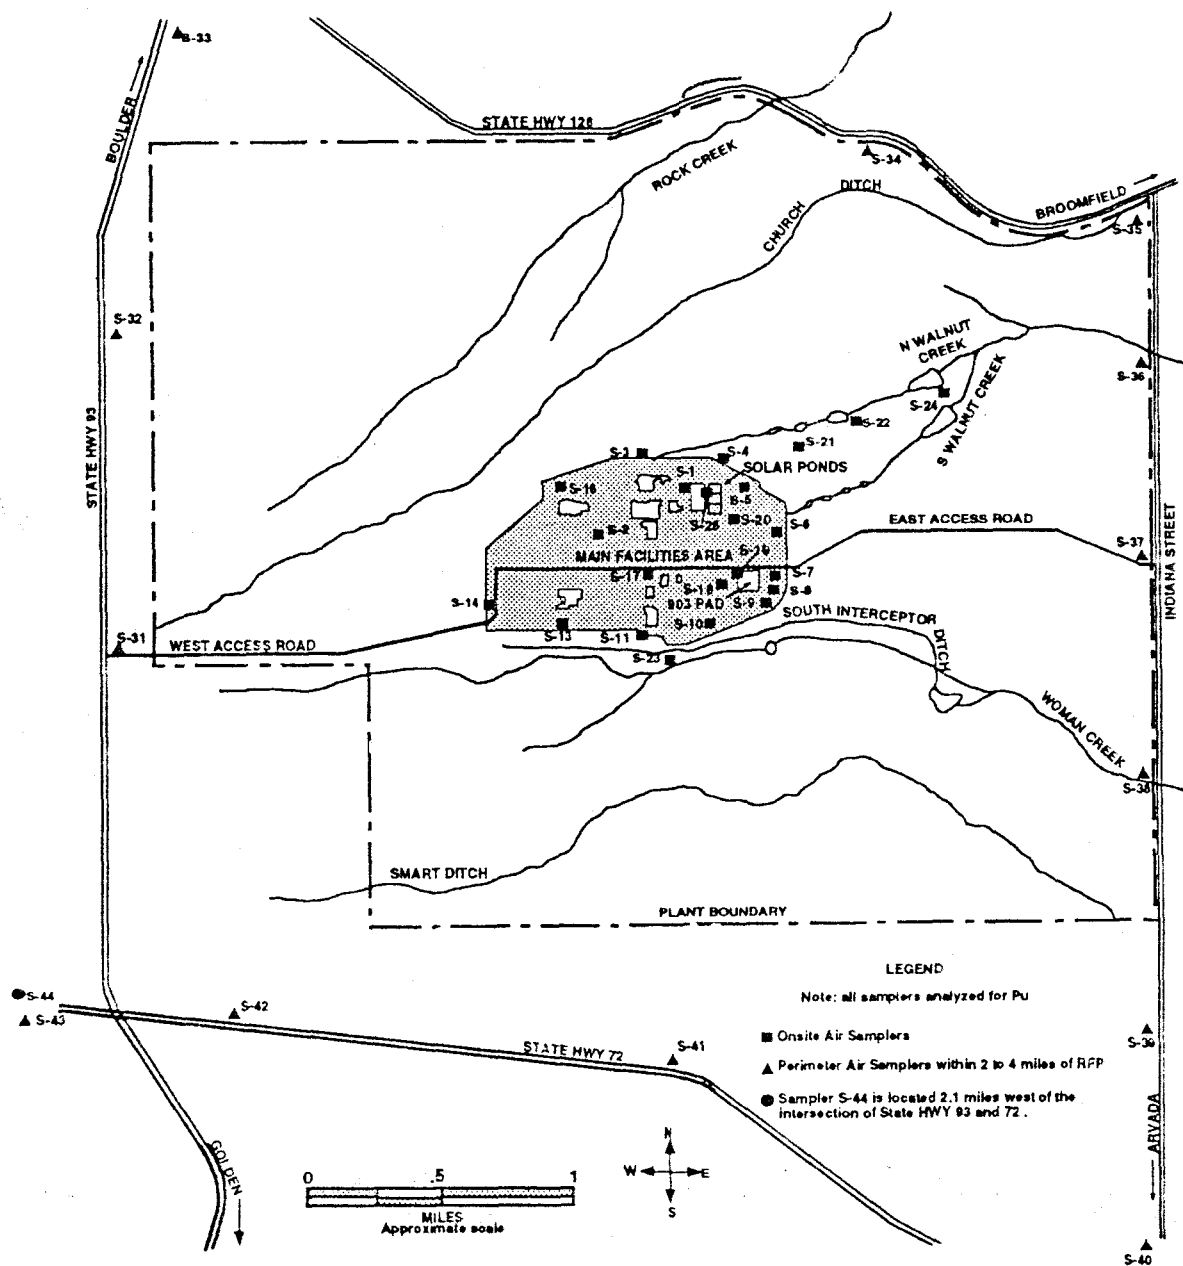 B-33
BOULDER
STATE HWY 128
ROCK CREEK
S-34
DITCH
CHURCH
BROOMFIELD
S-35
S-32
N WALNUT
CREEK
S-36
STATE HWY 93
S-24
S WALNUT CREEK
S-22
S-21
S-3
S-4
SOLAR PONDS
S-1
S-16
S-5
S-25
S-20
S-6
EAST ACCESS ROAD
S-2
MAIN FACILITIES AREA
S-19
S-37
INDIANA STREET
S-17
S-18
S-7
S-8
903 PAD
S-9
S-14
SOUTH INTERCEPTOR
DITCH
S-13
S-11
S-10
S-31
WEST ACCESS ROAD
S-23
WOMAN CREEK
S-38
SMART DITCH
PLANT BOUNDARY
LEGEND
Note: all samplers analyzed for Pu
Onsite Air Samplers
Perimeter Air Samplers within 2 to 4 miles of RFP
Sampler S-44 is located 2.1 miles west of the
intersection of State HWY 93 and 72 .
S-44
S-43
S-42
STATE HWY 72
S-41
S-39
ARVADA
GOLDEN
0 .5 1
MILES
Approximate scale
N
W E
S
S-40